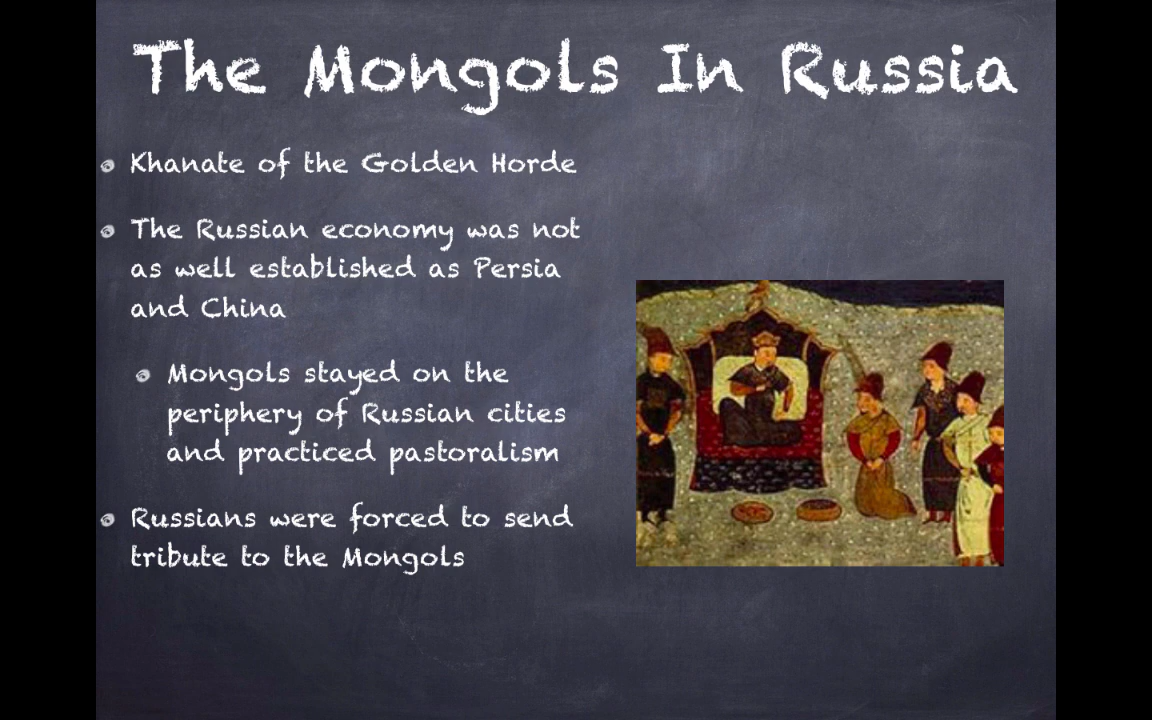 The Mongols In Russia
Khanate of the Golden Horde
The Russian economy was not
as well established as Persia
and China
Mongols stayed on the
periphery of Russian cities
and practiced pastoralism
Russians were forced to send
tribute to the Mongols